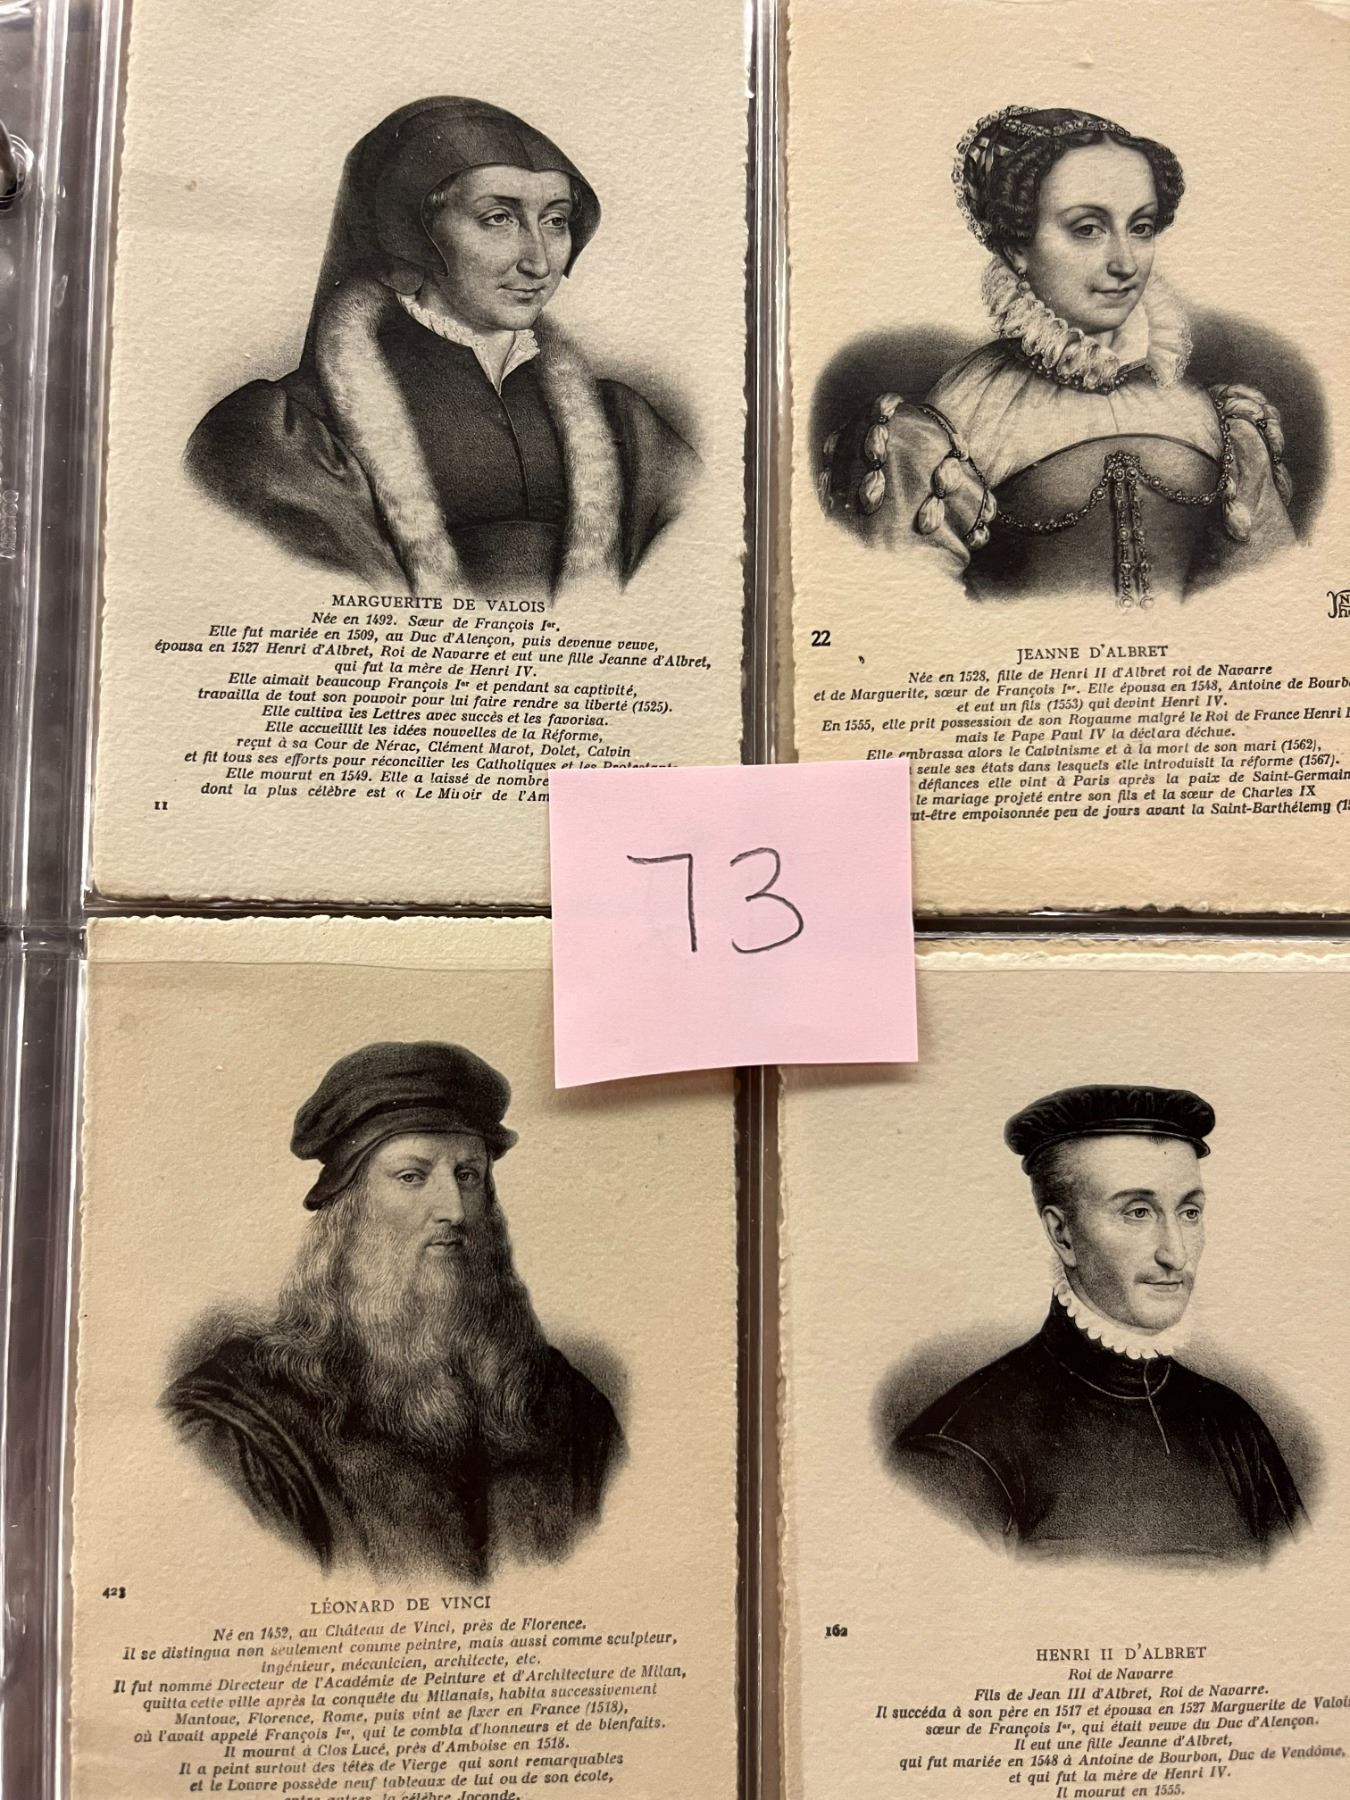 MARGUERITE DE VALOIS
Née en 1492. Sœur de François Ier.
Elle fut mariée en 1509, au Duc d'Alençon, puis devenue veuve,
épousa en 1527 Henri d'Albret, Roi de Navarre et eut une fille Jeanne d'Albret,
qui fut la mère de Henri IV.
Elle aimait beaucoup François Ier et pendant sa captivité,
travailla de tout son pouvoir pour lui faire rendre sa liberté (1525).
Elle cultiva les Lettres avec succès et les favorisa.
Elle accueillit les idées nouvelles de la Réforme,
reçut à sa Cour de Nérac, Clément Marot, Dolet, Calvin
et fit tous ses efforts pour réconcilier les Catholiques et les Protestants
Elle mourut en 1549. Elle a laissé de nombre
dont la plus célèbre est « Le Miroir de l'Am
11
22
JEANNE D'ALBRET
Née en 1528, fille de Henri II d'Albret roi de Navarre
et de Marguerite, sœur de François Ier. Elle épousa en 1548, Antoine de Bourb
et eut un fils (1553) qui devint Henri IV.
En 1555, elle prit possession de son Royaume malgré le Roi de France Henri I
mais le Pape Paul IV la déclara déchue.
Elle embrassa alors le Calvinisme et à la mort de son mari (1562),
seule ses états dans lesquels elle introduisit la réforme (1567).
défiances elle vint à Paris après la paix de Saint-Germain
le mariage projeté entre son fils et la sœur de Charles IX
ut-être empoisonnée peu de jours avant la Saint-Barthélemy (1
73
423
LÉONARD DE VINCI
Né en 1452, au Château de Vinci, près de Florence.
Il se distingua non seulement comme peintre, mais aussi comme sculpteur,
ingénieur, mécanicien, architecte, etc.
Il fut nommé Directeur de l'Académie de Peinture et d'Architecture de Milan,
quitta cette ville après la conquête du Milanais, habita successivement
Mantoue, Florence, Rome, puis vint se fixer en France (1518),
où l'avait appelé François Ier, qui le combla d'honneurs et de bienfaits.
Il mourut à Clos Lucé, près d'Amboise en 1518.
Il a peint surtout des têtes de Vierge qui sont remarquables
et le Louvre possède neuf tableaux de lui ou de son école,
entre autres, la célèbre Joconde.
162
HENRI II D'ALBRET
Roi de Navarre
Fils de Jean III d'Albret, Roi de Navarre.
Il succéda à son père en 1517 et épousa en 1527 Marguerite de Valoi
sœur de François Ier, qui était veuve du Duc d'Alençon.
Il eut une fille Jeanne d'Albret,
qui fut mariée en 1548 à Antoine de Bourbon, Duc de Vendôme,
et qui fut la mère de Henri IV.
Il mourut en 1555.